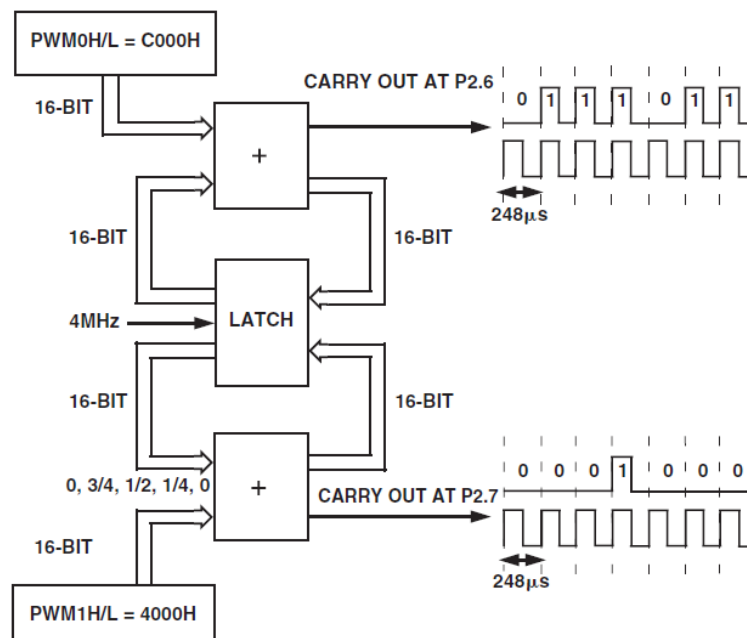 PWM0H/L = C000H
16-BIT
CARRY OUT AT P2.6
0 1 1 1 0 1 1
+
248µs
16-BIT
16-BIT
4MHz
LATCH
16-BIT
16-BIT
0 0 0 1 0 0 0
0, 3/4, 1/2, 1/4, 0
+
CARRY OUT AT P2.7
16-BIT
248µs
PWM1H/L = 4000H